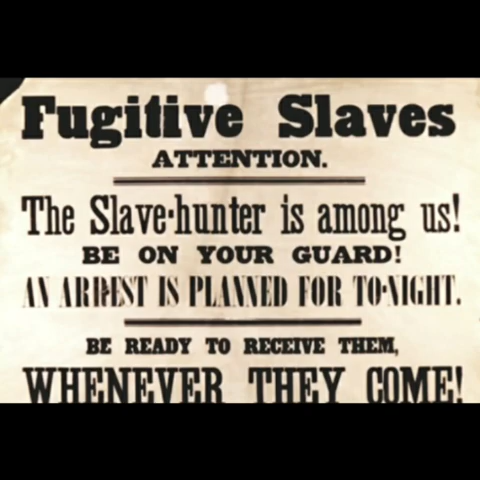 Fugitive Slaves
ATTENTION.
The Slave-hunter is among us!
BE ON YOUR GUARD!
AN ARREST IS PLANNED FOR TO-NIGHT.
BE READY TO RECEIVE THEM,
WHENEVER THEY COME!